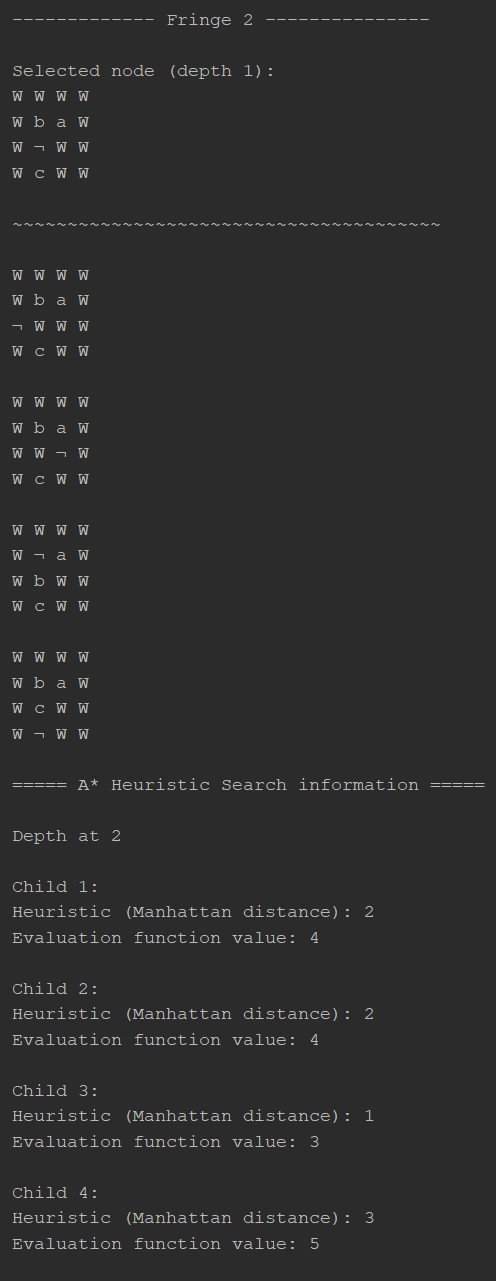 ------------- Fringe 2 ---------------
Selected node (depth 1):
W W W W
W b a W
W ¬ W W
W c W W
~~~~~~~~~~~~~~~~~~~~~~~~~~~~~~~~~~~~~~~
W W W W
W b a W
¬ W W W
W c W W
W W W W
W b a W
W W ¬ W
W c W W
W W W W
W ¬ a W
W b W W
W c W W
W W W W
W b a W
W c W W
W ¬ W W
===== A* Heuristic Search information =====
Depth at 2
Child 1:
Heuristic (Manhattan distance): 2
Evaluation function value: 4
Child 2:
Heuristic (Manhattan distance): 2
Evaluation function value: 4
Child 3:
Heuristic (Manhattan distance): 1
Evaluation function value: 3
Child 4:
Heuristic (Manhattan distance): 3
Evaluation function value: 5